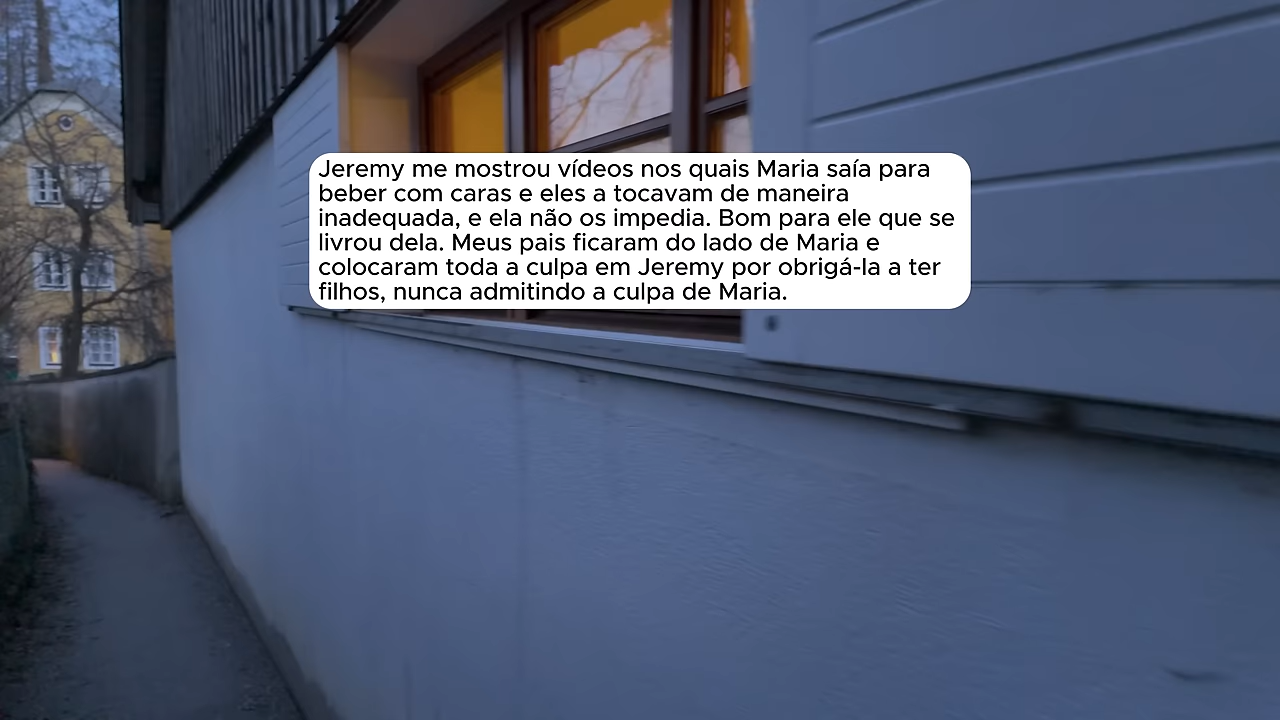 Jeremy me mostrou vídeos nos quais Maria saía para
beber com caras e eles a tocavam de maneira
inadequada, e ela não os impedia. Bom para ele que se
livrou dela. Meus pais ficaram do lado de Maria e
colocaram toda a culpa em Jeremy por obrigá-la a ter
filhos, nunca admitindo a culpa de Maria.